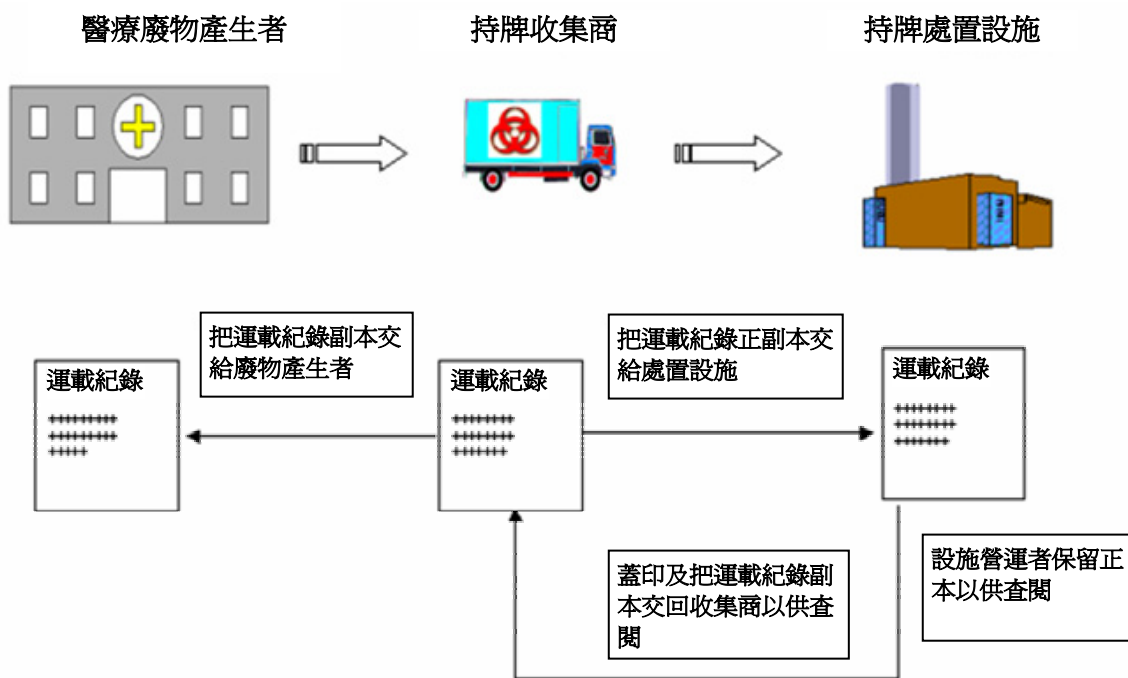 醫療廢物產生者
持牌收集商
持牌處置設施
把運載紀錄副本交
給廢物產生者
把運載紀錄正副本交
給處置設施
運載紀錄
+++++++++
+++++++++
+++++
運載紀錄
++++++++
++++++++
+++++++
運載紀錄
++++++++
++++++++
+++++++
蓋印及把運載紀錄副
本交回收集商以供查
閱
設施營運者保留正
本以供查閱